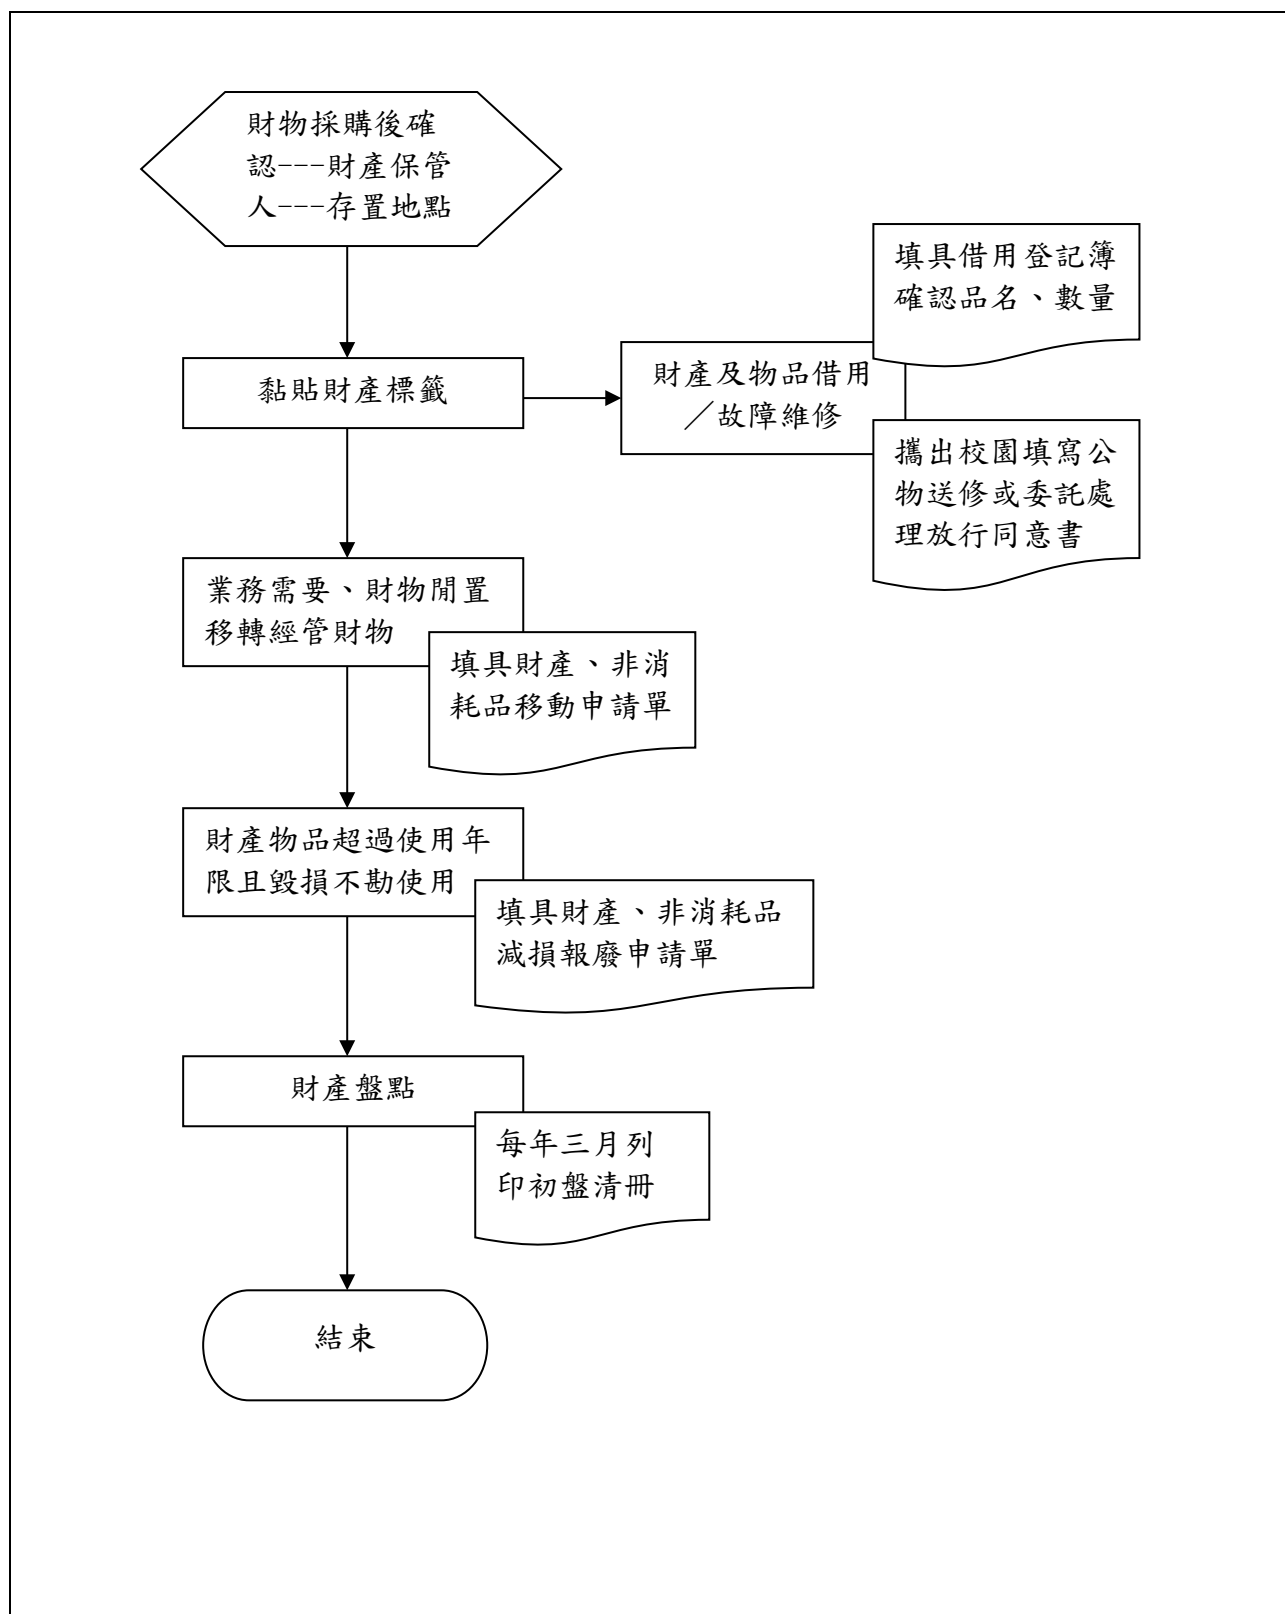 財物採購後確
認---財產保管
人---存置地點
填具借用登記簿
確認品名、數量
黏貼財產標籤
財產及物品借用
／故障維修
攜出校園填寫公
物送修或委託處
理放行同意書
業務需要、財物閒置
移轉經管財物
填具財產、非消
耗品移動申請單
財產物品超過使用年
限且毀損不勘使用
填具財產、非消耗品
減損報廢申請單
財產盤點
每年三月列
印初盤清冊
結束